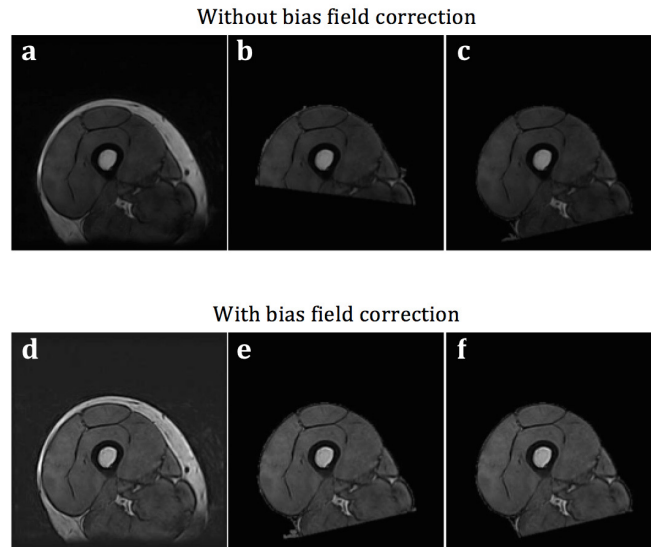 Without bias field correction
a b c
With bias field correction
d e f